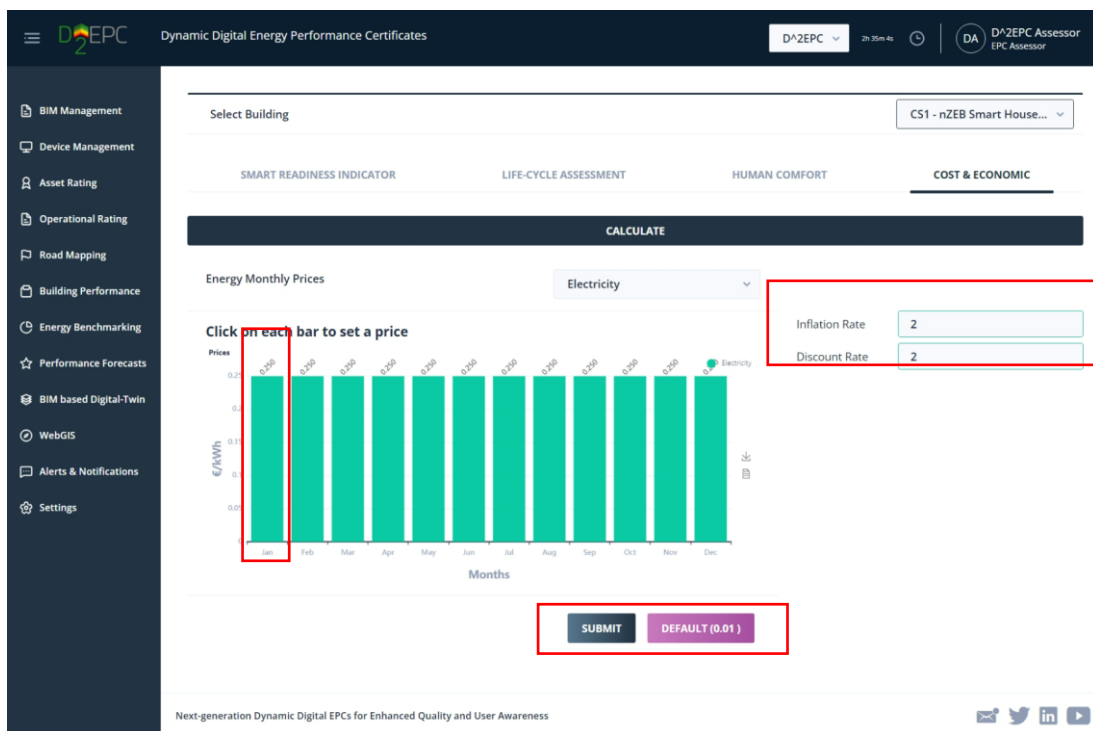 D^2EPC Assessor
D2EPC Dynamic Digital Energy Performance Certificates D^2EPC 2h 35m 4s DA EPC Assessor
BIM Management
Device Management
Asset Rating
Operational Rating
Road Mapping
Building Performance
Energy Benchmarking
Performance Forecasts
BIM based Digital-Twin
WebGIS
Alerts & Notifications
Settings
Select Building CS1 - nZEB Smart House...
SMART READINESS INDICATOR LIFE-CYCLE ASSESSMENT HUMAN COMFORT COST & ECONOMIC
CALCULATE
Energy Monthly Prices Electricity
Click on each bar to set a price
Prices
0.250 0.250 0.250 0.250 0.250 0.250 0.250 0.250 0.250 0.250 0.250 Electricity
0.25
0.2
0.15
0.1
0.05
0
€/kWh
Jan Feb Mar Apr May Jun Jul Aug Sep Oct Nov Dec
Months
Inflation Rate 2
Discount Rate 2
SUBMIT DEFAULT (0.01 )
Next-generation Dynamic Digital EPCs for Enhanced Quality and User Awareness
in